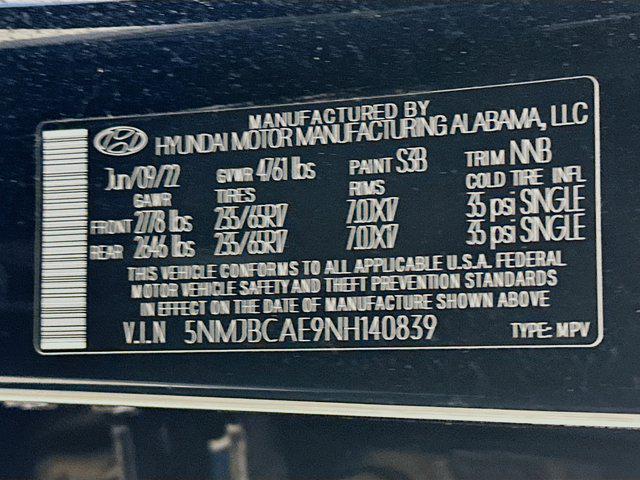 MANUFACTURED BY
HYUNDAI MOTOR MANUFACTURING ALABAMA, LLC
Jun/09/22 GVWR 4761 lbs PAINT S3B TRIM NNB
GAWR TIRES RIMS COLD TIRE INFL
FRONT 2778 lbs 235/65R17 7.0JX17 35 psi SINGLE
REAR 2646 lbs 235/65R17 7.0JX17 35 psi SINGLE
THIS VEHICLE CONFORMS TO ALL APPLICABLE U.S.A. FEDERAL
MOTOR VEHICLE SAFETY AND THEFT PREVENTION STANDARDS
IN EFFECT ON THE DATE OF MANUFACTURE SHOWN ABOVE
V.I.N 5NMJBCAE9NH140839 TYPE: MPV